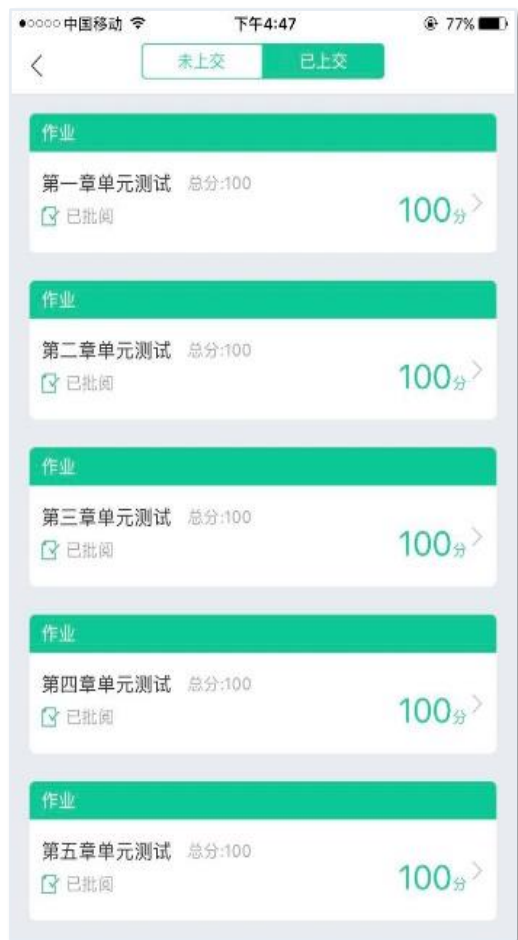 中国移动 下午4:47 77%
未上交 已上交
作业
第一章单元测试 总分:100
已批阅
100分
作业
第二章单元测试 总分:100
已批阅
100分
作业
第三章单元测试 总分:100
已批阅
100分
作业
第四章单元测试 总分:100
已批阅
100分
作业
第五章单元测试 总分:100
已批阅
100分